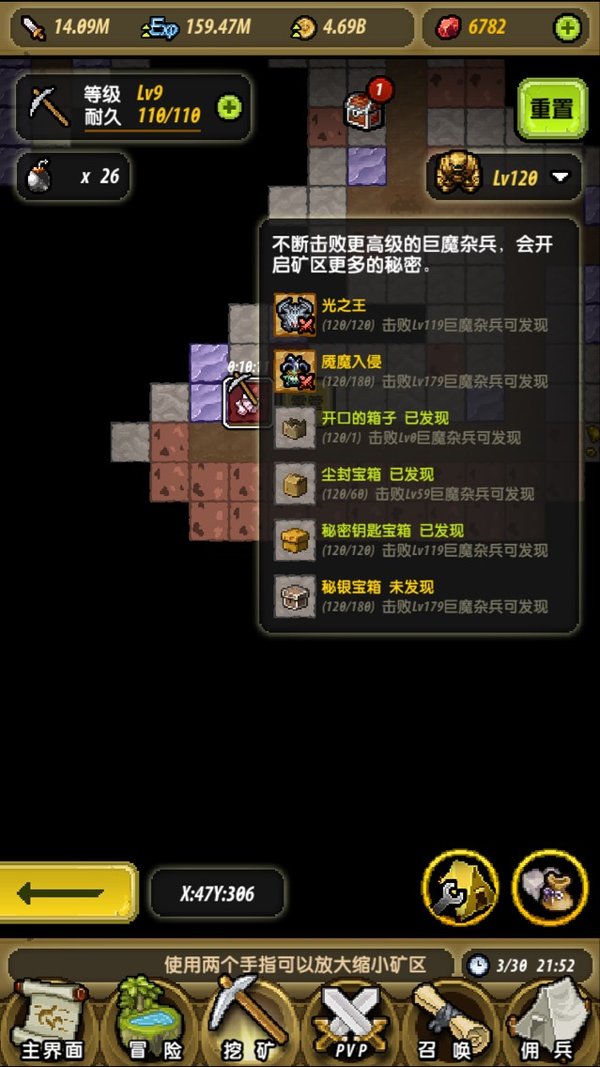 14.09M
Exp 159.47M
4.69B
6782
等级 Lv9
耐久 110/110
1
重置
x 26
Lv120
不断击败更高级的巨魔杂兵，会开
启矿区更多的秘密。
光之王
(120/120) 击败Lv119巨魔杂兵可发现
魇魔入侵
(120/180) 击败Lv179巨魔杂兵可发现
开口的箱子 已发现
(120/1) 击败Lv0巨魔杂兵可发现
尘封宝箱 已发现
(120/60) 击败Lv59巨魔杂兵可发现
秘密钥匙宝箱 已发现
(120/120) 击败Lv119巨魔杂兵可发现
秘银宝箱 未发现
(120/180) 击败Lv179巨魔杂兵可发现
X:47Y:306
使用两个手指可以放大缩小矿区
3/30 21:52
主界面
冒险
挖矿
PVP
召唤
佣兵